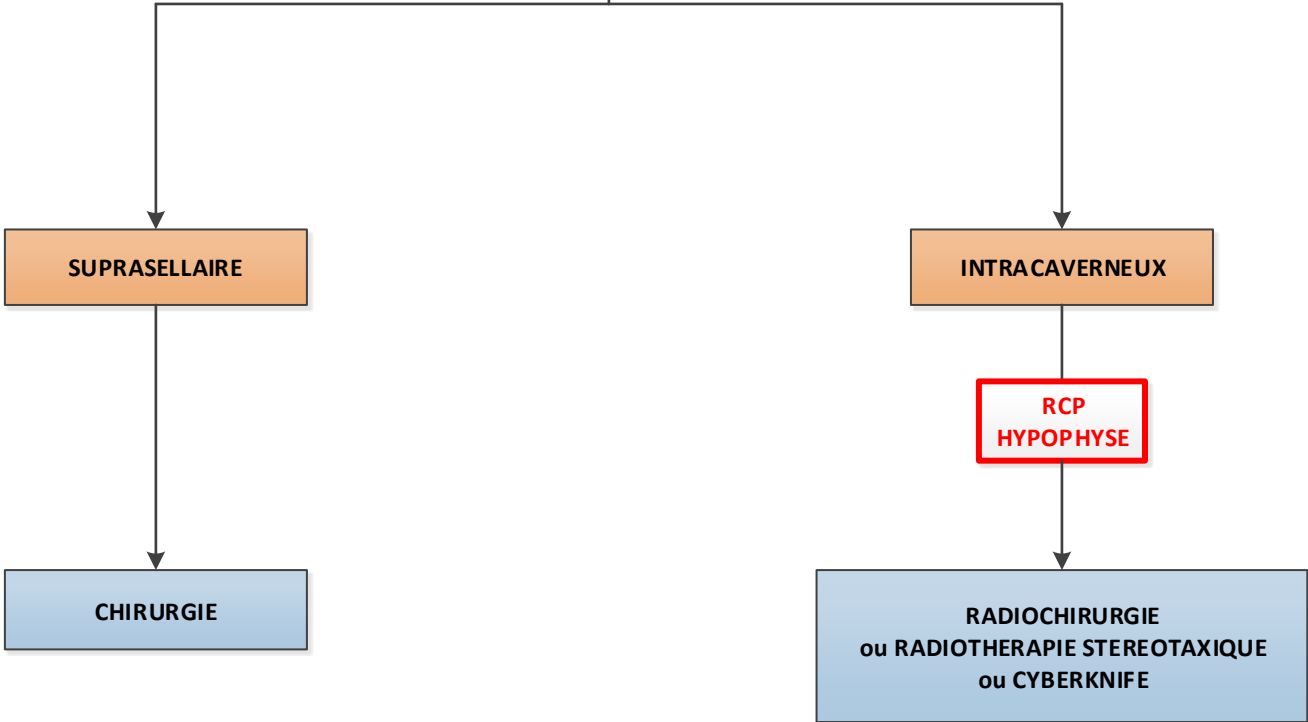 SUPRASELLAIRE
INTRACAVERNEUX
RCP
HYPOPHYSE
CHIRURGIE
RADIOCHIRURGIE
ou RADIOTHERAPIE STEREOTAXIQUE
ou CYBERKNIFE